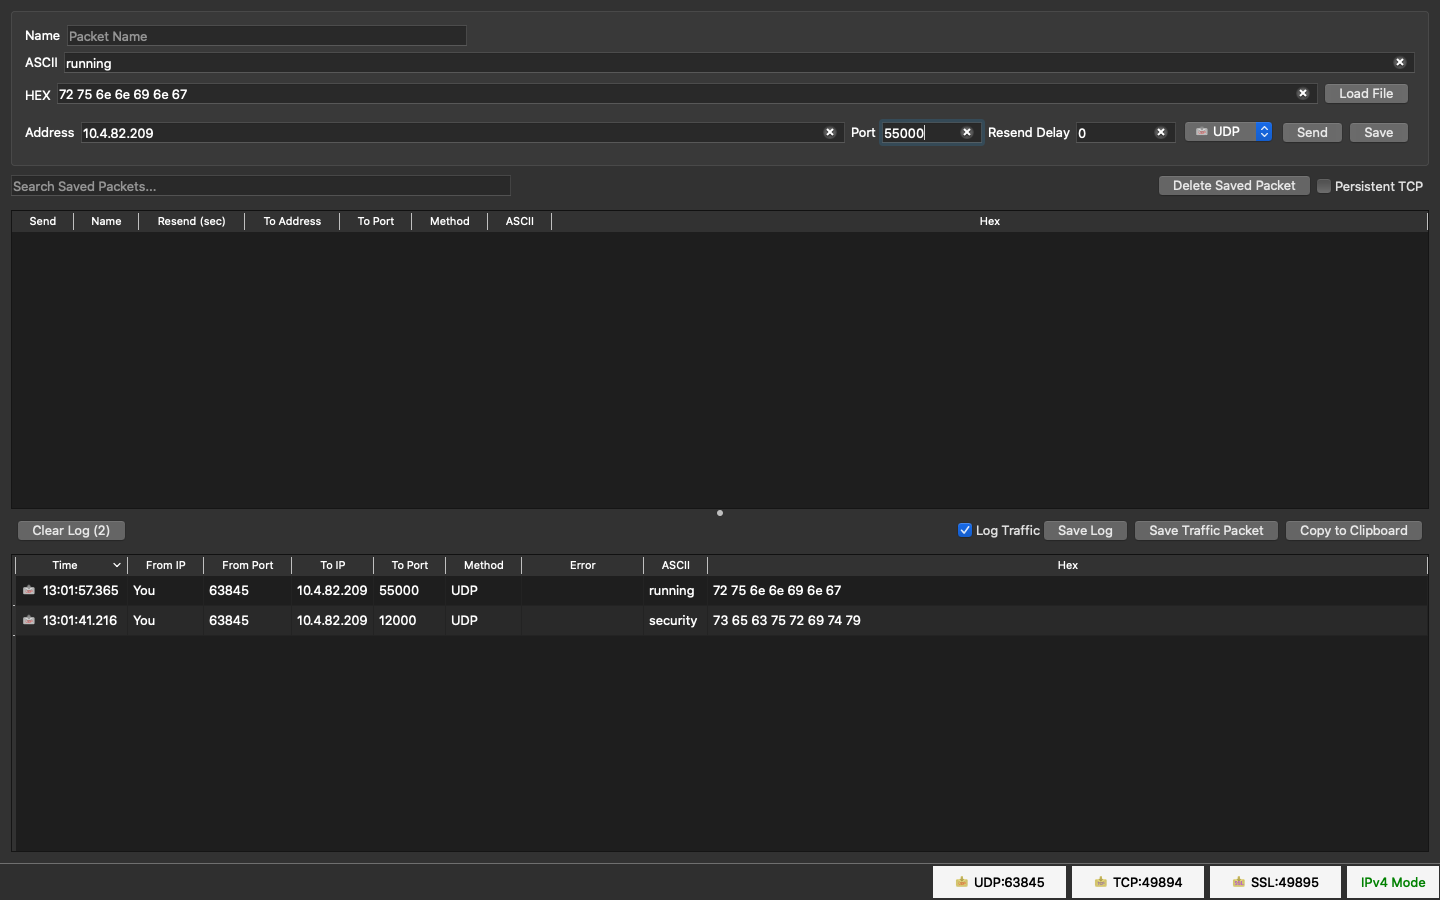 Name Packet Name
ASCII running
HEX 72 75 6e 6e 69 6e 67 Load File
Address 10.4.82.209 Port 55000 Resend Delay 0 UDP Send Save
Search Saved Packets... Delete Saved Packet Persistent TCP
Send Name Resend (sec) To Address To Port Method ASCII Hex
Clear Log (2) Log Traffic Save Log Save Traffic Packet Copy to Clipboard
Time From IP From Port To IP To Port Method Error ASCII Hex
13:01:57.365 You 63845 10.4.82.209 55000 UDP running 72 75 6e 6e 69 6e 67
13:01:41.216 You 63845 10.4.82.209 12000 UDP security 73 65 63 75 72 69 74 79
UDP:63845 TCP:49894 SSL:49895 IPv4 Mode